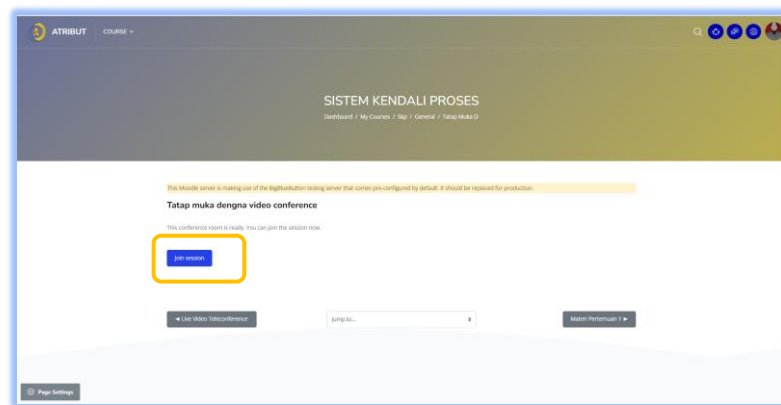 ATRIBUT COURSE
SISTEM KENDALI PROSES
Dashboard / My Courses / Skp / General / Tatap Muka D
This Moodle server is making use of the BigBlueButton testing server that comes pre-configured by default. It should be replaced for production.
Tatap muka dengna video conference
This conference room is ready. You can join the session now.
Join session
◄ Live Video Teleconference Jump to... Materi Pertemuan 1 ►
Page Settings